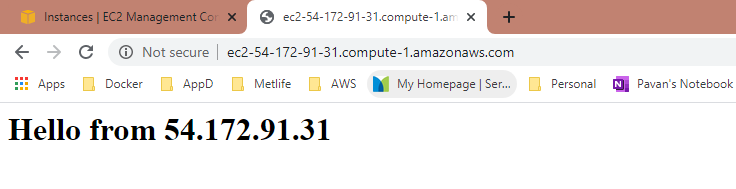 Instances | EC2 Management Con
ec2-54-172-91-31.compute-1.am
Not secure | ec2-54-172-91-31.compute-1.amazonaws.com
Apps Docker AppD Metlife AWS My Homepage | Ser... Personal Pavan's Notebook
Hello from 54.172.91.31